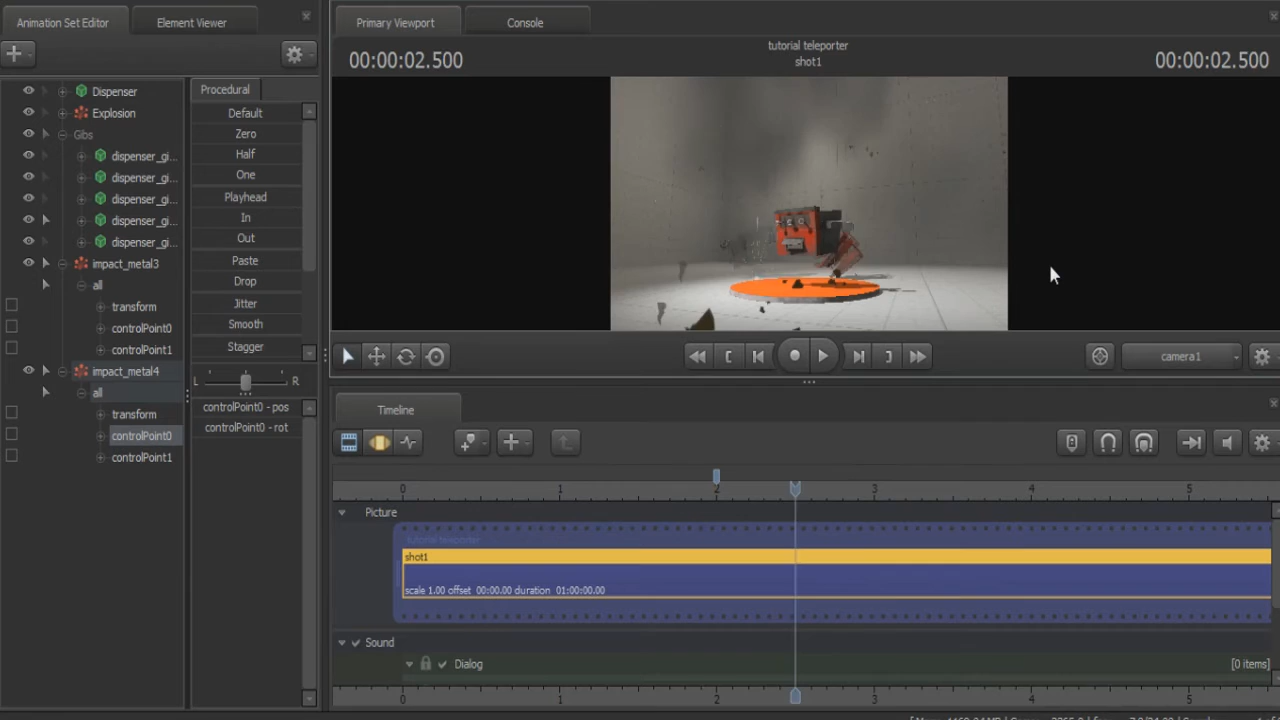 Animation Set Editor
Element Viewer
Primary Viewport
Console
00:00:02.500
tutorial teleporter
shot1
00:00:02.500
Procedural
Default
Zero
Half
One
Playhead
In
Out
Paste
Drop
Jitter
Smooth
Stagger
L
R
controlPoint0 - pos
controlPoint0 - rot
Dispenser
Explosion
Gibs
dispenser_gi...
dispenser_gi...
dispenser_gi...
dispenser_gi...
dispenser_gi...
impact_metal3
all
transform
controlPoint0
controlPoint1
impact_metal4
all
transform
controlPoint0
controlPoint1
camera1
Timeline
0 1 2 3 4 5
Picture
tutorial teleporter
shot1
scale 1.00 offset 00:00.00 duration 01:00:00.00
Sound
Dialog
[0 items]
0 1 2 3 4 5